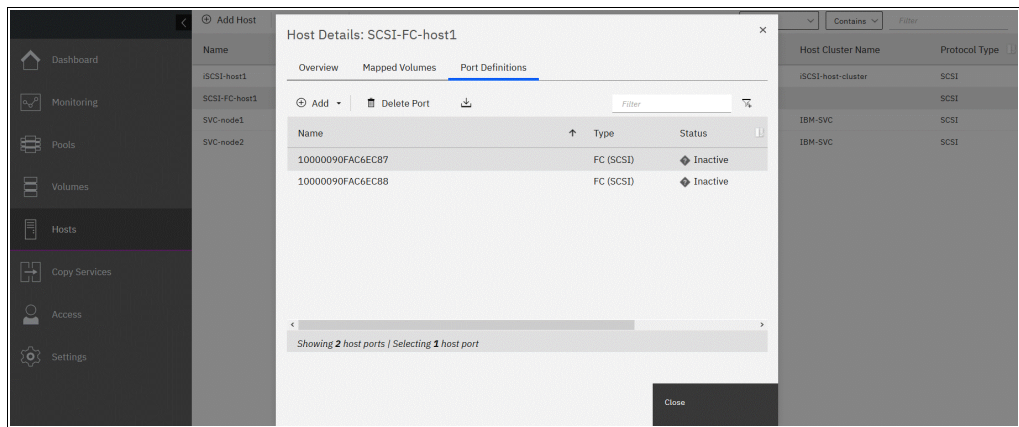 Add Host
Contains
Filter
Name
Host Cluster Name
Protocol Type
iSCSI-host1
iSCSI-host-cluster
SCSI
SCSI-FC-host1
SCSI
SVC-node1
IBM-SVC
SCSI
SVC-node2
IBM-SVC
SCSI
Dashboard
Monitoring
Pools
Volumes
Hosts
Copy Services
Access
Settings
Host Details: SCSI-FC-host1
Overview
Mapped Volumes
Port Definitions
Add
Delete Port
Filter
Name
Type
Status
10000090FAC6EC87
FC (SCSI)
Inactive
10000090FAC6EC88
FC (SCSI)
Inactive
Showing 2 host ports | Selecting 1 host port
Close